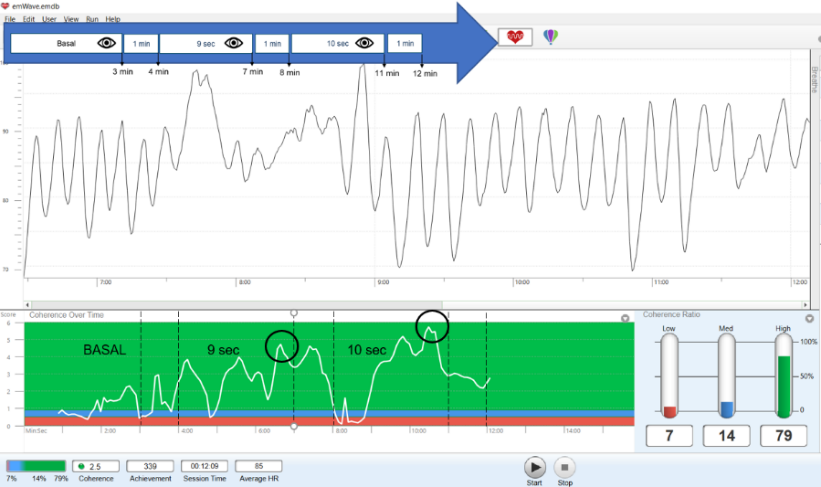 emWave.emdb
File Edit User View Run Help
Basal 1 min 9 sec 1 min 10 sec 1 min
3 min 4 min 7 min 8 min 11 min 12 min
Breathe
90
80
70
7:00 8:00 9:00 10:00 11:00 12:00
Score Coherence Over Time
6
5
4
3
2
1
0
BASAL 9 sec 10 sec
Min:Sec 2:00 4:00 6:00 8:00 10:00 12:00 14:00
Coherence Ratio
Low Med High
100%
50%
0
7 14 79
7% 14% 79%
2.5 339 00:12:09 85
Coherence Achievement Session Time Average HR
Start Stop